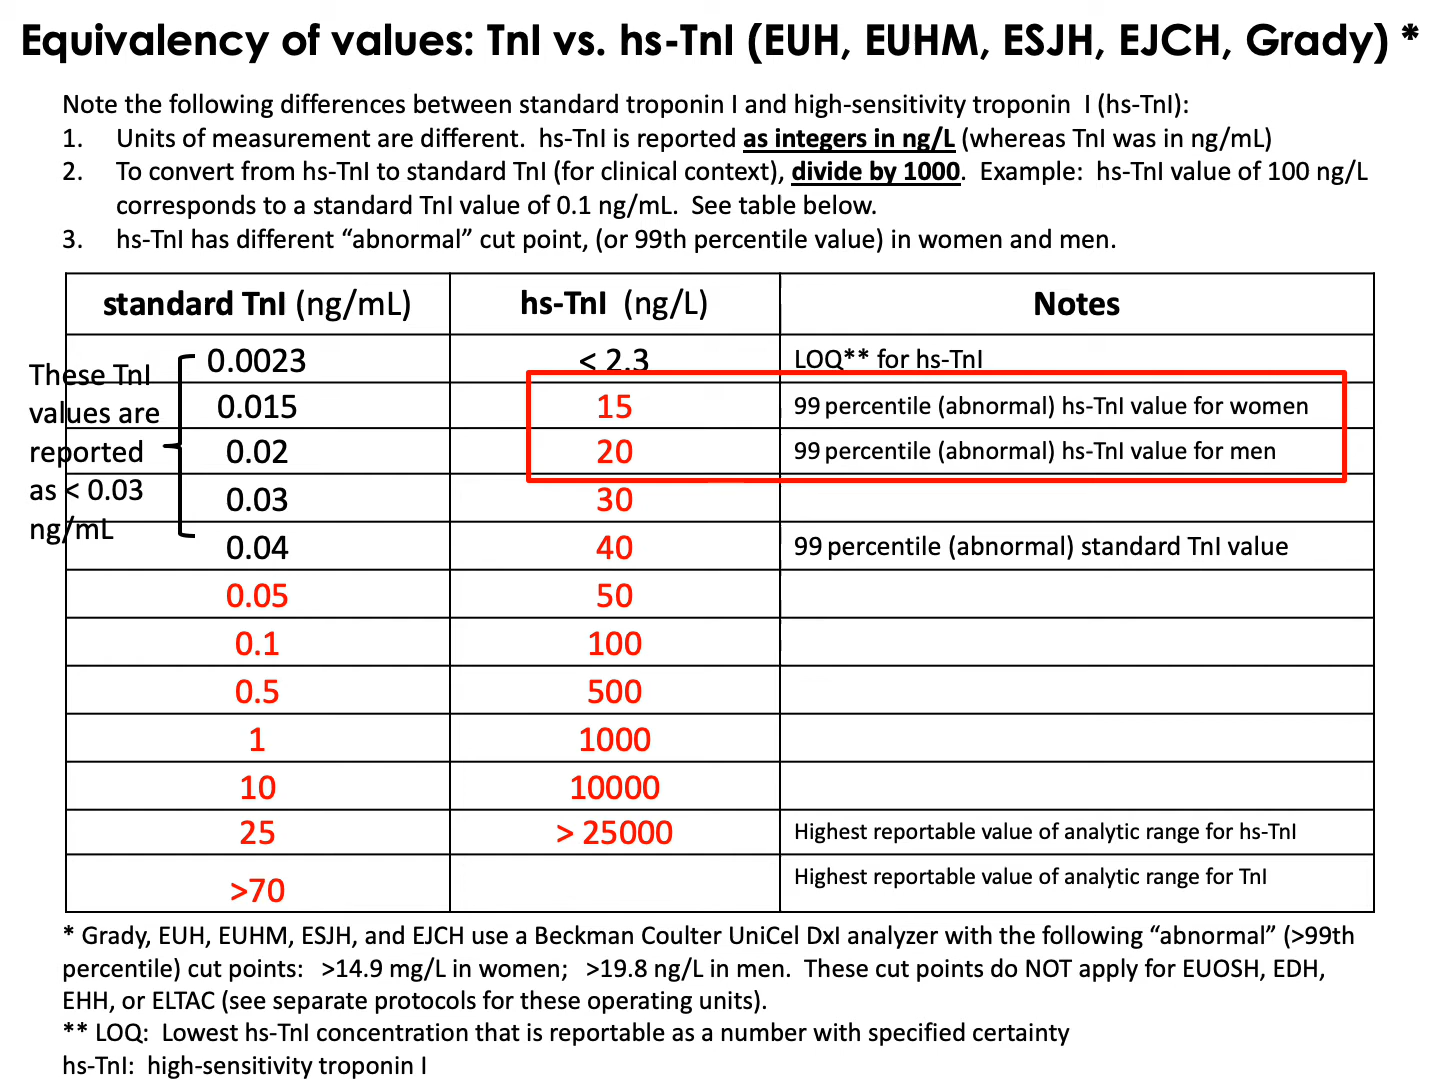 Equivalency of values: TnI vs. hs-TnI (EUH, EUHM, ESJH, EJCH, Grady) *
Note the following differences between standard troponin I and high-sensitivity troponin I (hs-TnI):
1. Units of measurement are different. hs-TnI is reported as integers in ng/L (whereas TnI was in ng/mL)
2. To convert from hs-TnI to standard TnI (for clinical context), divide by 1000. Example: hs-TnI value of 100 ng/L
corresponds to a standard TnI value of 0.1 ng/mL. See table below.
3. hs-TnI has different “abnormal” cut point, (or 99th percentile value) in women and men.
standard TnI (ng/mL) hs-TnI (ng/L) Notes
These TnI
values are
reported
as < 0.03
ng/mL
0.0023 < 2.3 LOQ** for hs-TnI
0.015 15 99 percentile (abnormal) hs-TnI value for women
0.02 20 99 percentile (abnormal) hs-TnI value for men
0.03 30
0.04 40 99 percentile (abnormal) standard TnI value
0.05 50
0.1 100
0.5 500
1 1000
10 10000
25 > 25000 Highest reportable value of analytic range for hs-TnI
>70 Highest reportable value of analytic range for TnI
* Grady, EUH, EUHM, ESJH, and EJCH use a Beckman Coulter UniCel DxI analyzer with the following “abnormal” (>99th
percentile) cut points: >14.9 mg/L in women; >19.8 ng/L in men. These cut points do NOT apply for EUOSH, EDH,
EHH, or ELTAC (see separate protocols for these operating units).
** LOQ: Lowest hs-TnI concentration that is reportable as a number with specified certainty
hs-TnI: high-sensitivity troponin I